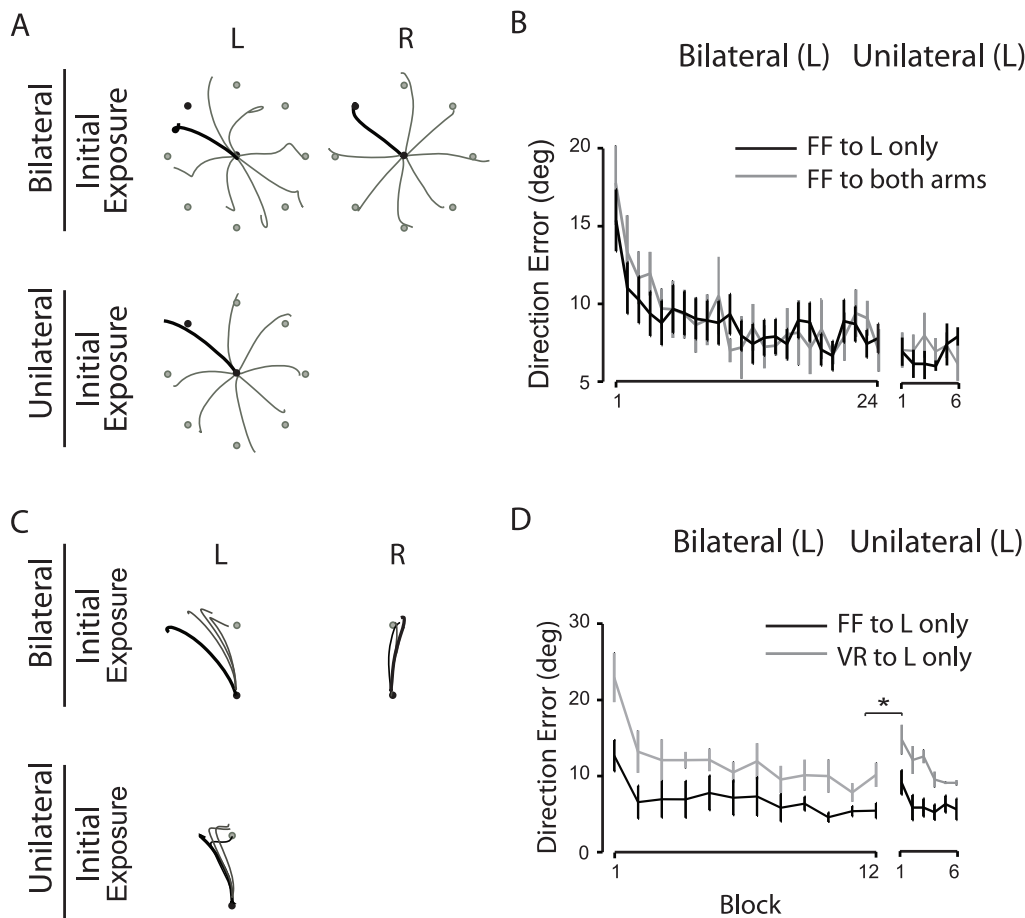 A
L
R
Bilateral
Initial
Exposure
Unilateral
Initial
Exposure
B
Bilateral (L)
Unilateral (L)
FF to L only
FF to both arms
Direction Error (deg)
20
15
10
5
1
24
1
6
C
L
R
Bilateral
Initial
Exposure
Unilateral
Initial
Exposure
D
Bilateral (L)
Unilateral (L)
FF to L only
VR to L only
*
Direction Error (deg)
30
20
10
0
1
12
1
6
Block